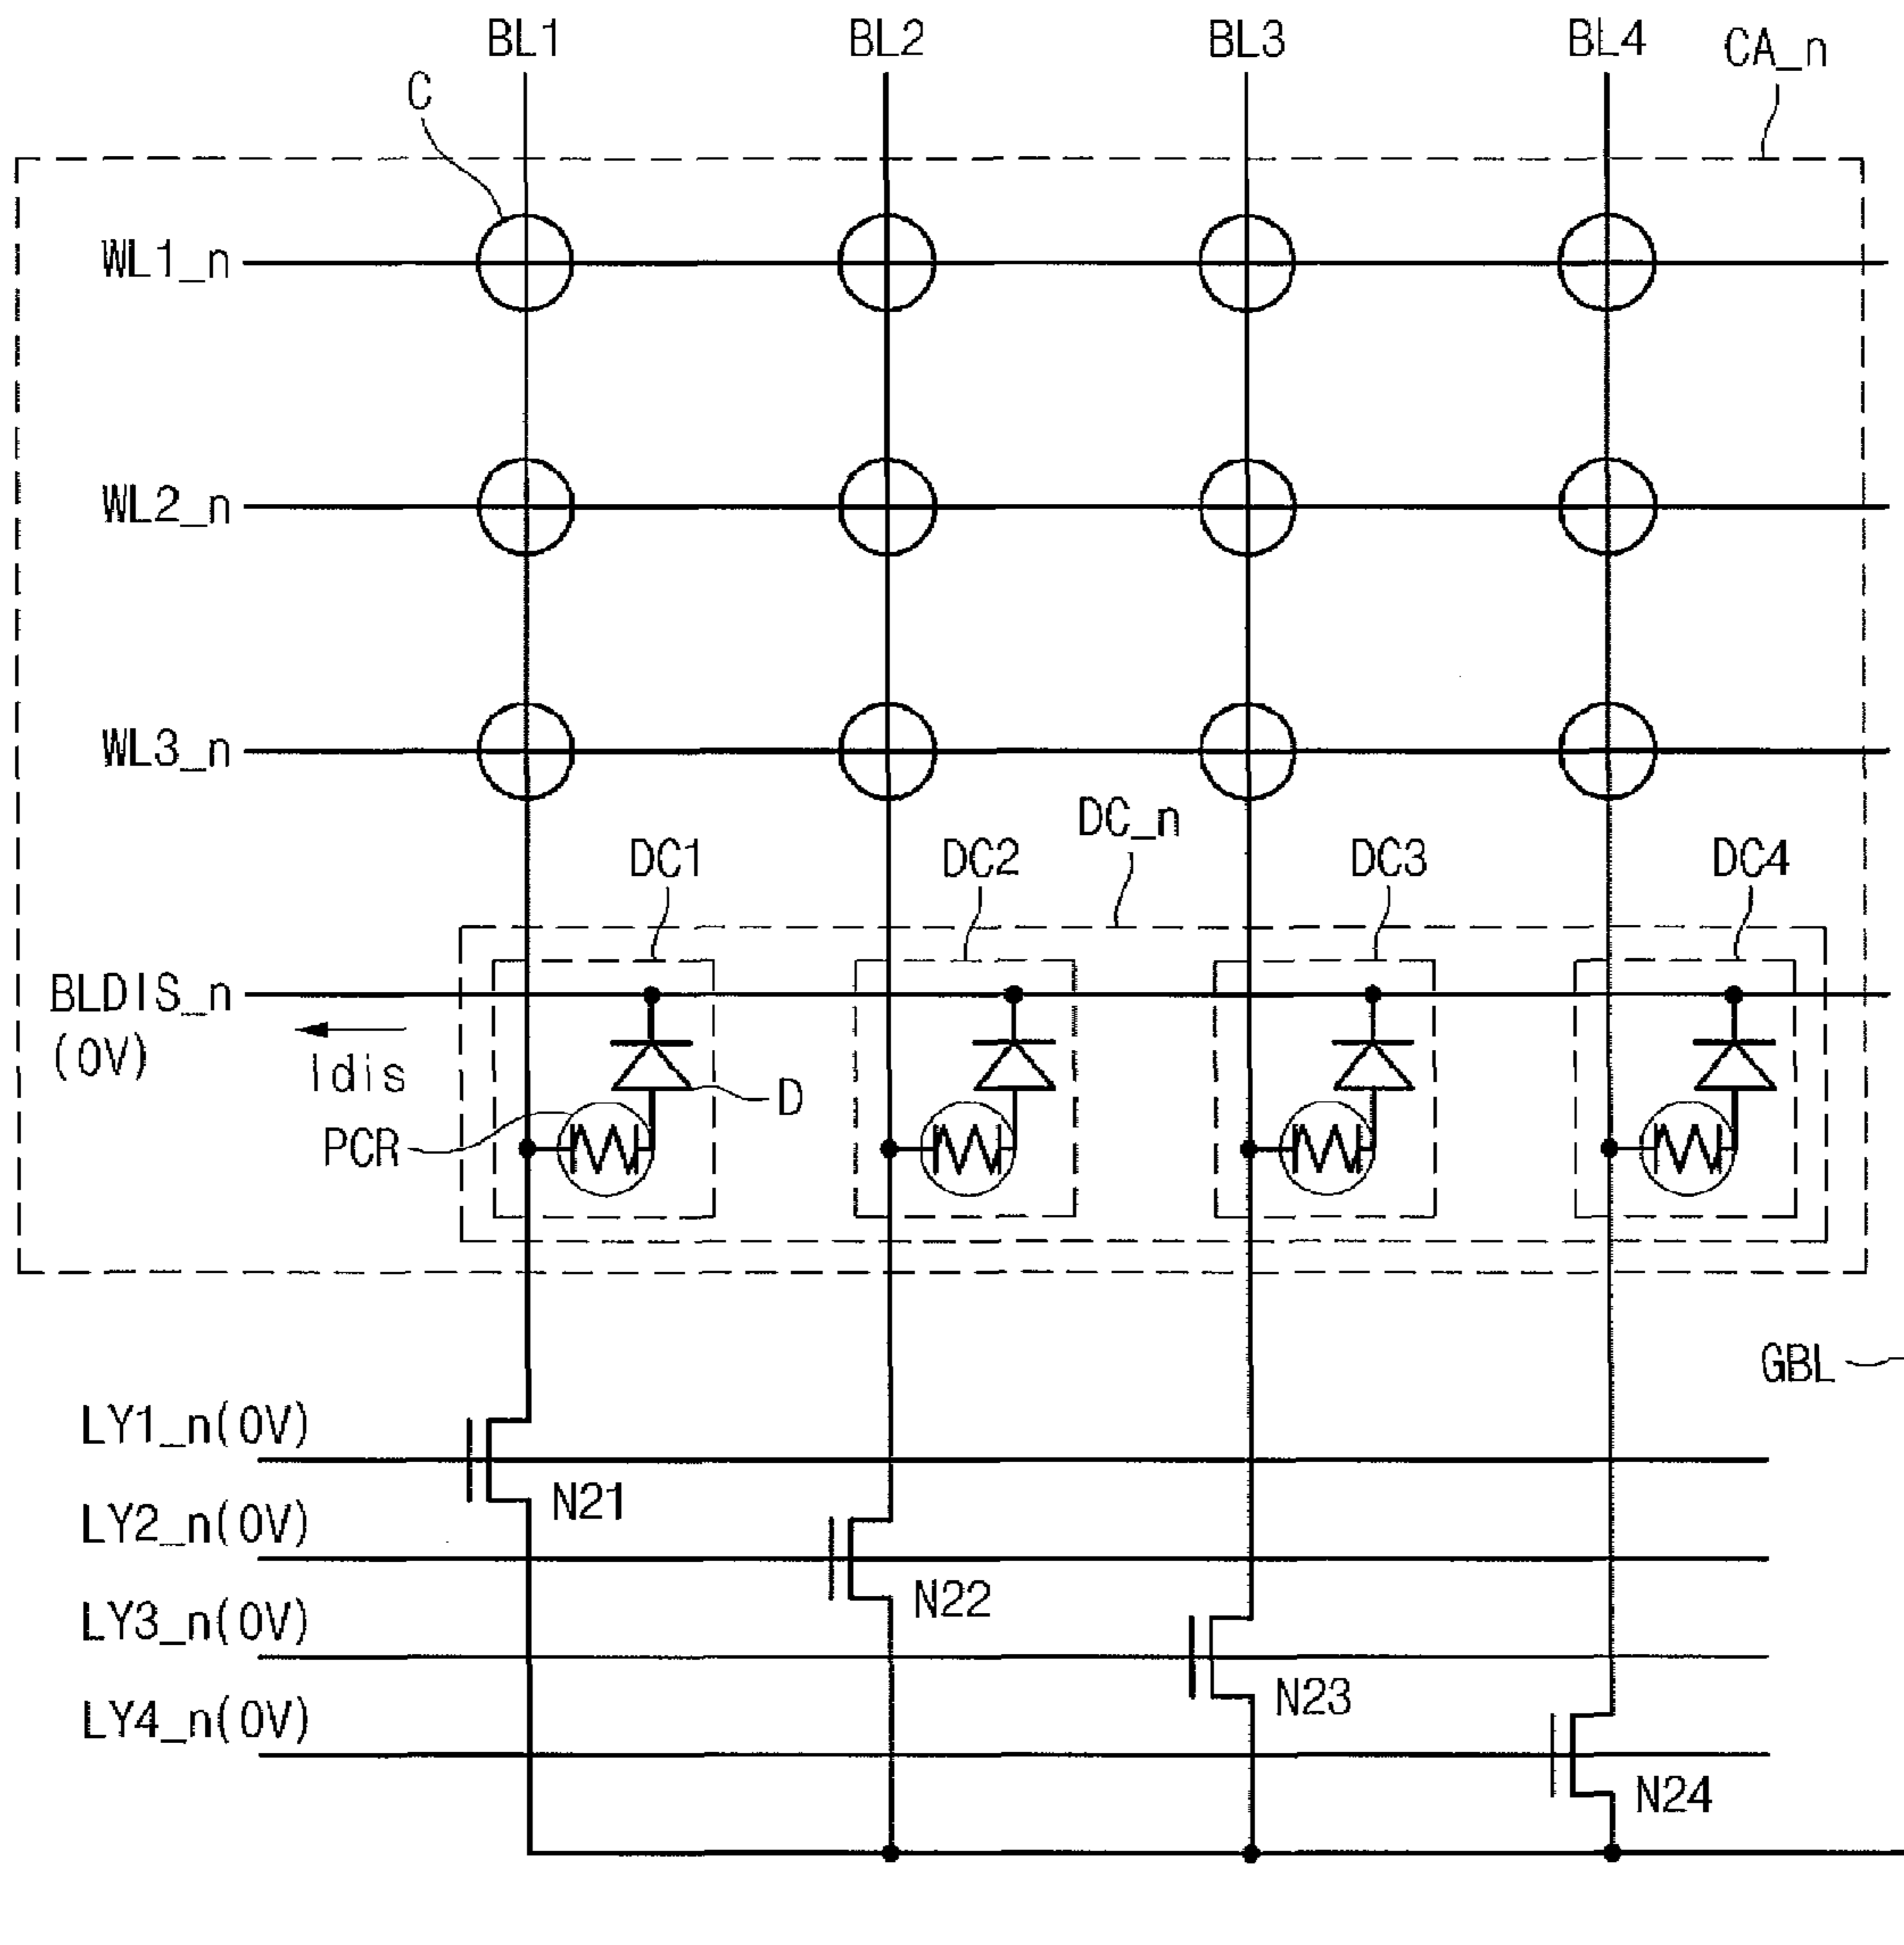 BL1 BL2 BL3 BL4 CA_n
C
WL1_n
WL2_n
WL3_n
DC_n
DC1 DC2 DC3 DC4
BLDIS_n
(0V)
Idis
D
PCR
GBL
LY1_n(0V)
N21
LY2_n(0V)
N22
LY3_n(0V)
N23
LY4_n(0V)
N24